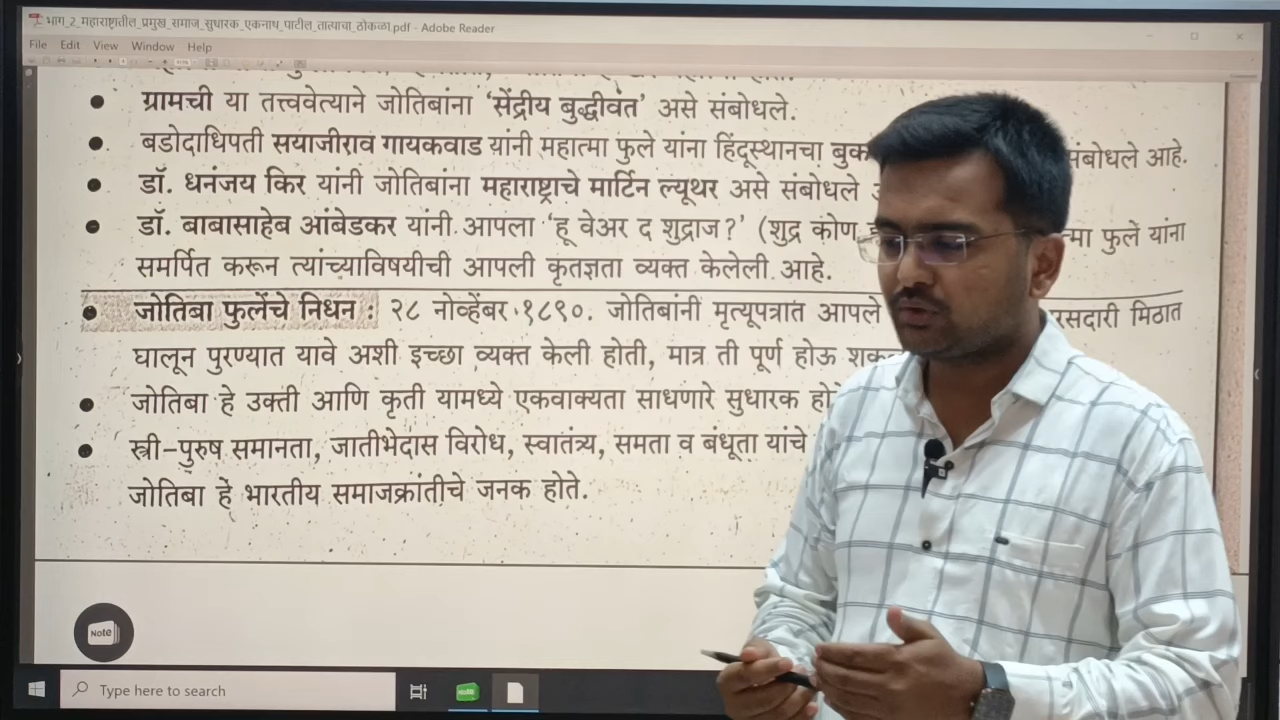 भाग_2_महाराष्ट्रातील_प्रमुख_समाज_सुधारक_एकनाथ_पाटील_तात्याचा_ठोकळा.pdf - Adobe Reader
File Edit View Window Help
• ग्रामची या तत्त्ववेत्याने जोतिबांना ‘सेंद्रीय बुद्धीवंत’ असे संबोधले.
• बडोदाधिपती सयाजीराव गायकवाड यांनी महात्मा फुले यांना हिंदूस्थानचा बुक संबोधले आहे.
• डॉ. धनंजय किर यांनी जोतिबांना महाराष्ट्राचे मार्टिन ल्यूथर असे संबोधले
• डॉ. बाबासाहेब आंबेडकर यांनी आपला ‘हू वेअर द शुद्राज?’ (शुद्र कोण त्मा फुले यांना
समर्पित करून त्यांच्याविषयीची आपली कृतज्ञता व्यक्त केलेली आहे.
• जोतिबा फुलेंचे निधन : २८ नोव्हेंबर १८९०. जोतिबांनी मृत्यूपत्रात आपले रसदारी मिठात
घालून पुरण्यात यावे अशी इच्छा व्यक्त केली होती, मात्र ती पूर्ण होऊ शक
• जोतिबा हे उक्ती आणि कृती यामध्ये एकवाक्यता साधणारे सुधारक हो
• स्त्री-पुरुष समानता, जातीभेदास विरोध, स्वातंत्र्य, समता व बंधूता यांचे
जोतिबा हे भारतीय समाजक्रांतीचे जनक होते.
Note
Type here to search
Note